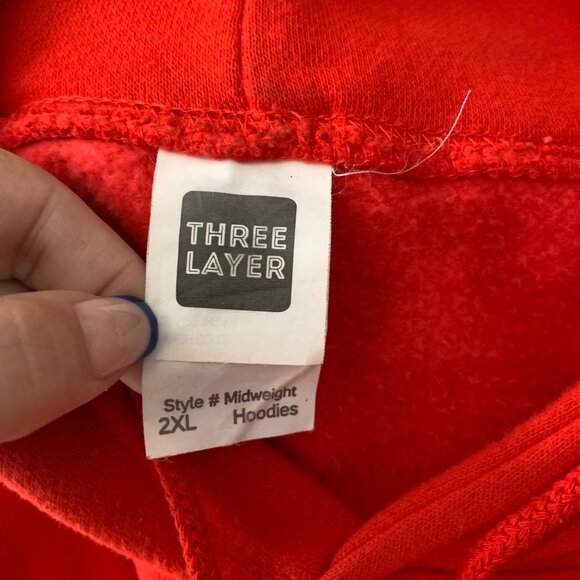 THREE
LAYER
Style # Midweight
2XL Hoodies